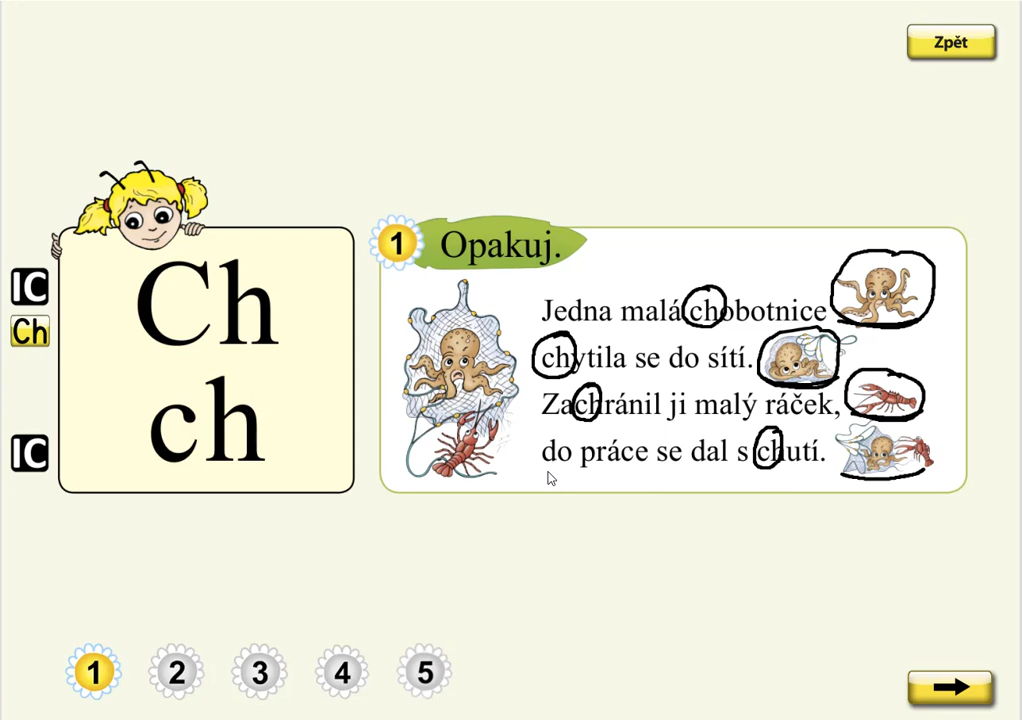 Zpět
IC
Ch
IC
Ch
ch
1 Opakuj.
Jedna malá chobotnice
chytila se do sítí.
Zachránil ji malý ráček,
do práce se dal s chutí.
1 2 3 4 5